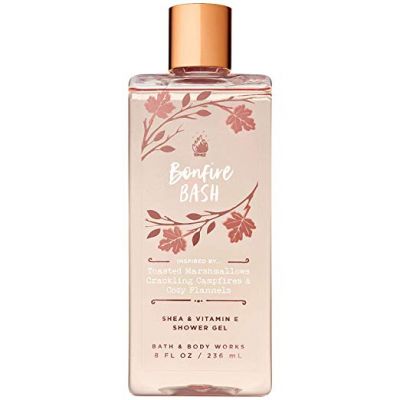 Bonfire
BASH
INSPIRED BY...
Toasted Marshmallows
Crackling Campfires &
Cozy Flannels
SHEA & VITAMIN E
SHOWER GEL
BATH & BODY WORKS
8 FL OZ / 236 mL